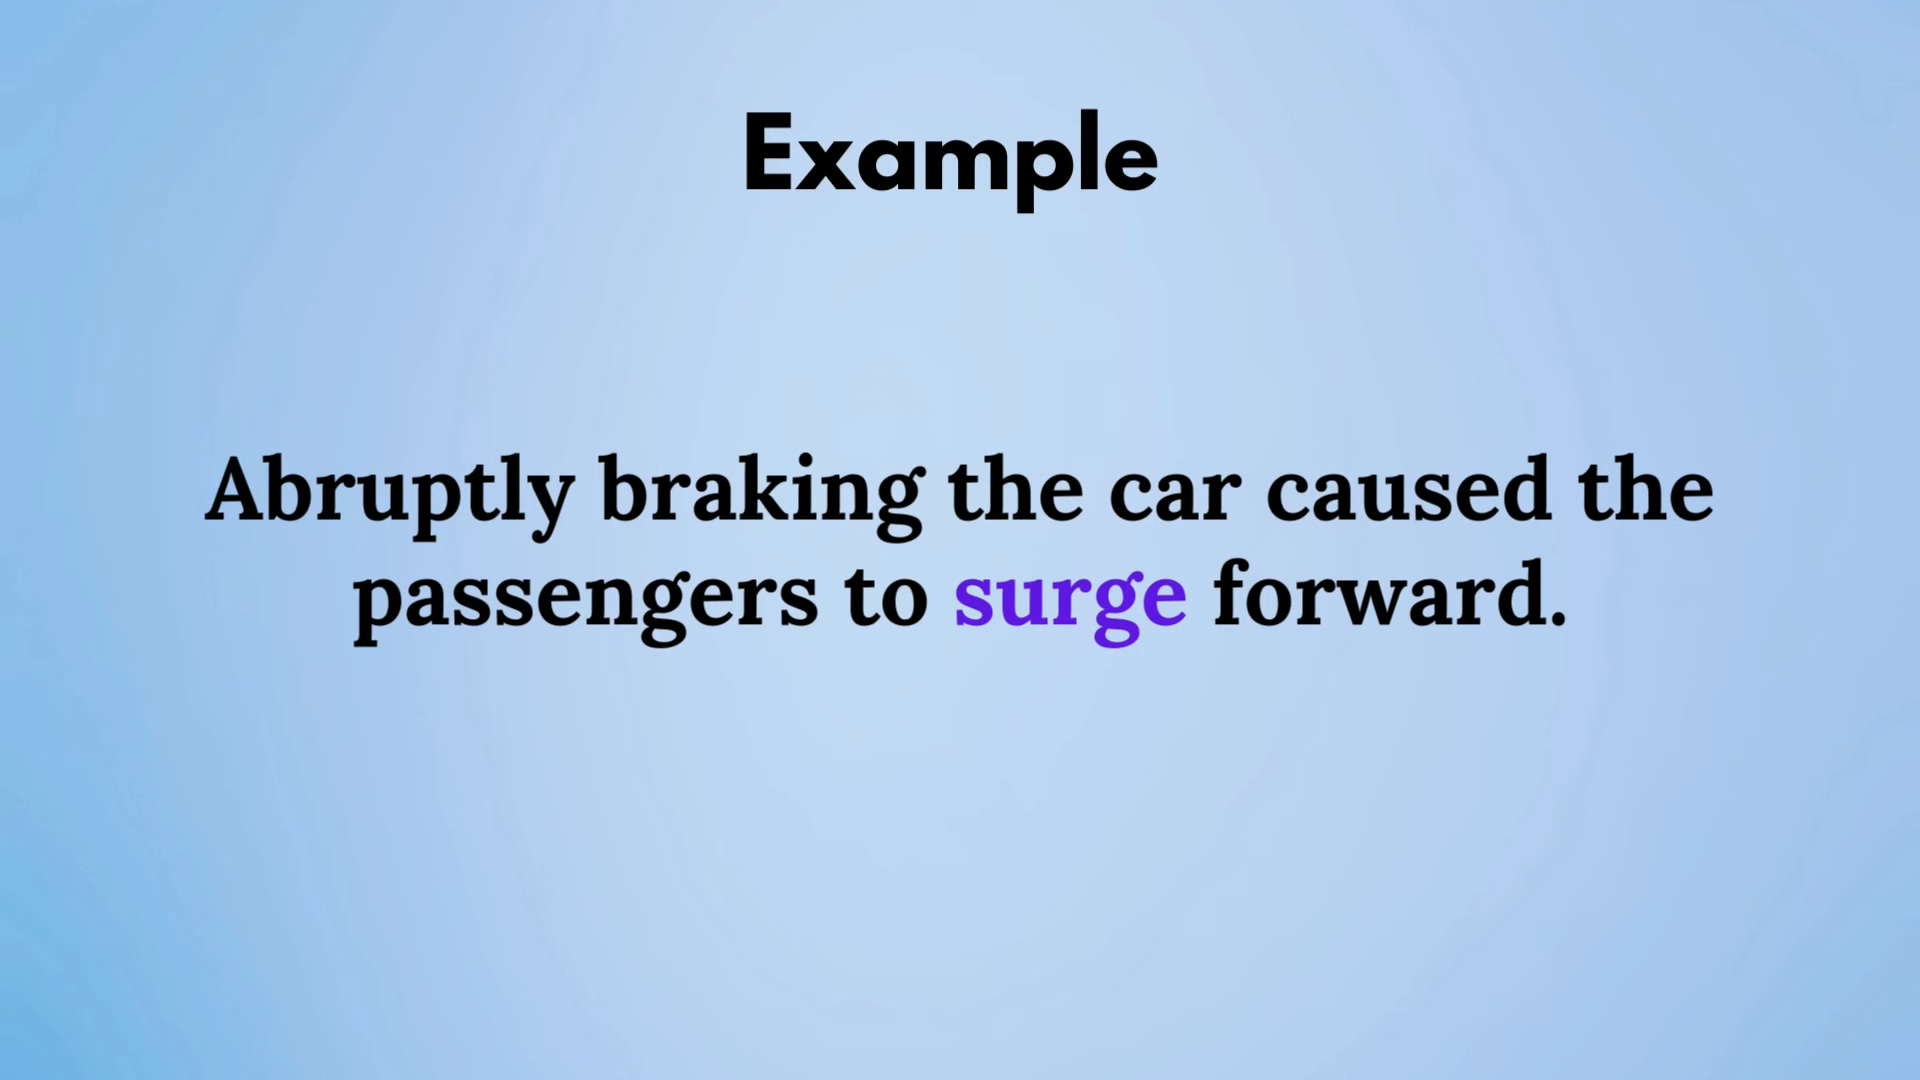 Example
Abruptly braking the car caused the
passengers to surge forward.